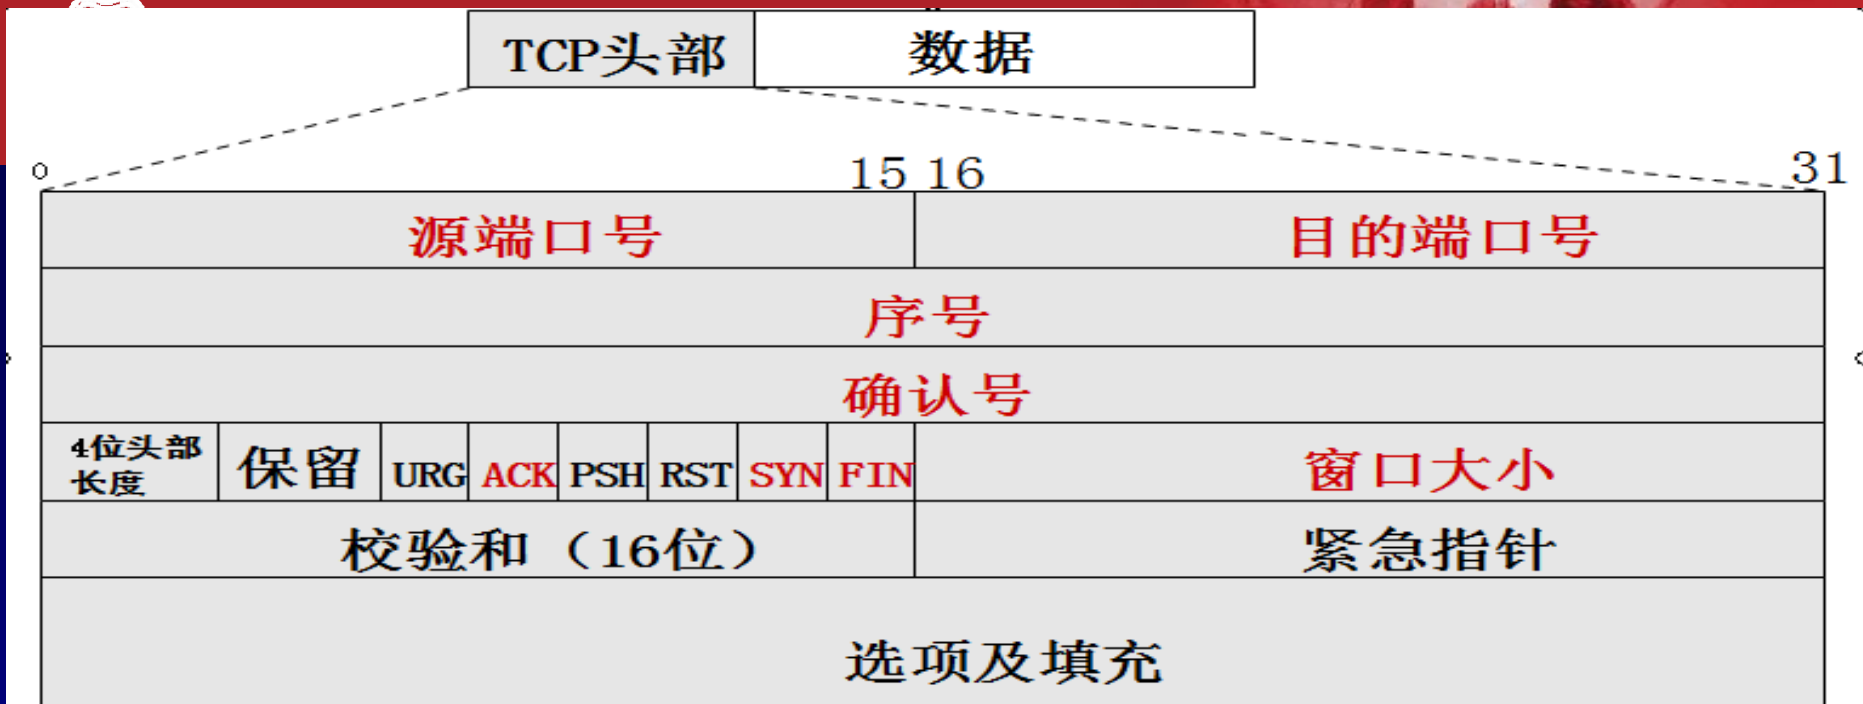 TCP头部 数据
0 15 16 31
源端口号 目的端口号
序号
确认号
4位头部
长度 保留 URG ACK PSH RST SYN FIN 窗口大小
校验和（16位） 紧急指针
选项及填充